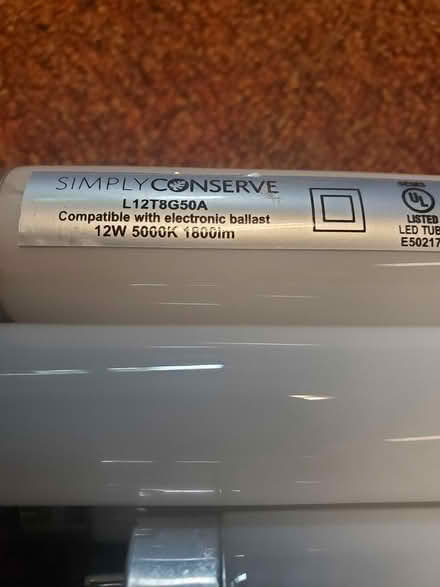 SIMPLYCONSERVE
L12T8G50A
Compatible with electronic ballast
12W 5000K 1800lm
UL
LISTED
LED TUB
E50217